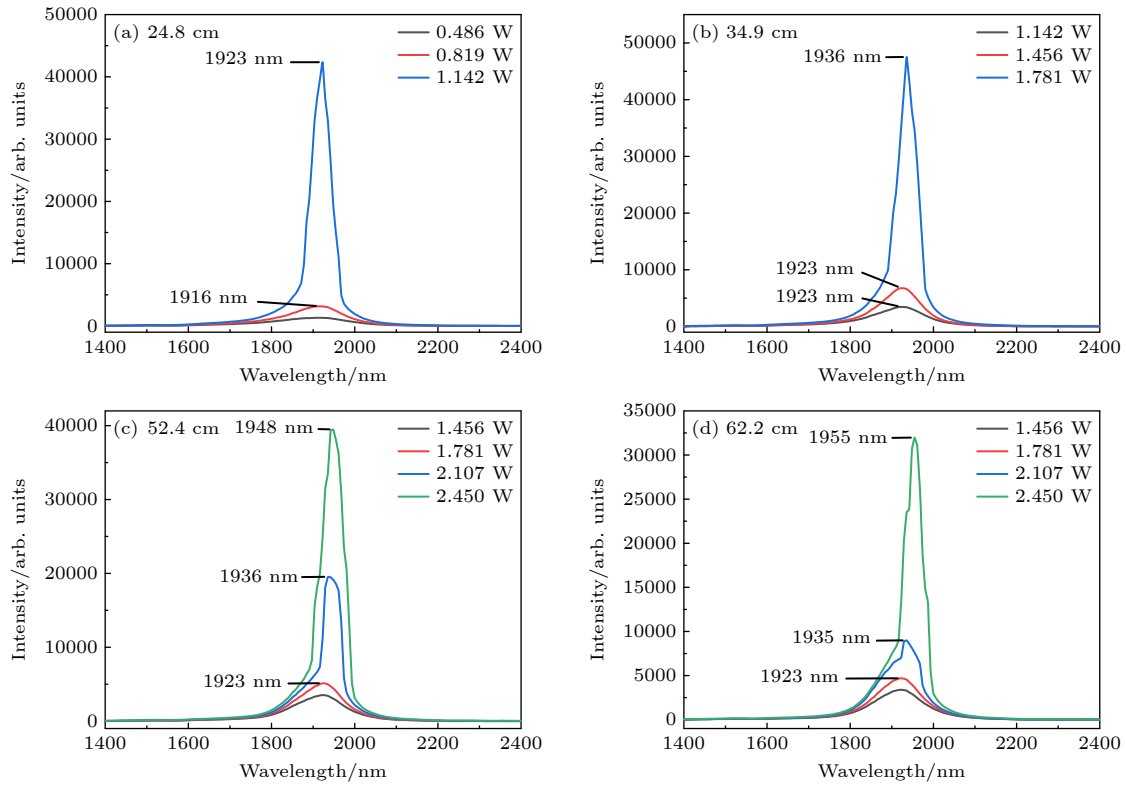 (a) 24.8 cm
0.486 W
0.819 W
1.142 W
1923 nm
1916 nm
50000
40000
30000
20000
10000
0
1400 1600 1800 2000 2200 2400
Wavelength/nm
Intensity/arb. units
(b) 34.9 cm
1.142 W
1.456 W
1.781 W
1936 nm
1923 nm
1923 nm
50000
40000
30000
20000
10000
0
1400 1600 1800 2000 2200 2400
Wavelength/nm
Intensity/arb. units
(c) 52.4 cm
1.456 W
1.781 W
2.107 W
2.450 W
1948 nm
1936 nm
1923 nm
40000
30000
20000
10000
0
1400 1600 1800 2000 2200 2400
Wavelength/nm
Intensity/arb. units
(d) 62.2 cm
1.456 W
1.781 W
2.107 W
2.450 W
1955 nm
1935 nm
1923 nm
35000
30000
25000
20000
15000
10000
5000
0
1400 1600 1800 2000 2200 2400
Wavelength/nm
Intensity/arb. units